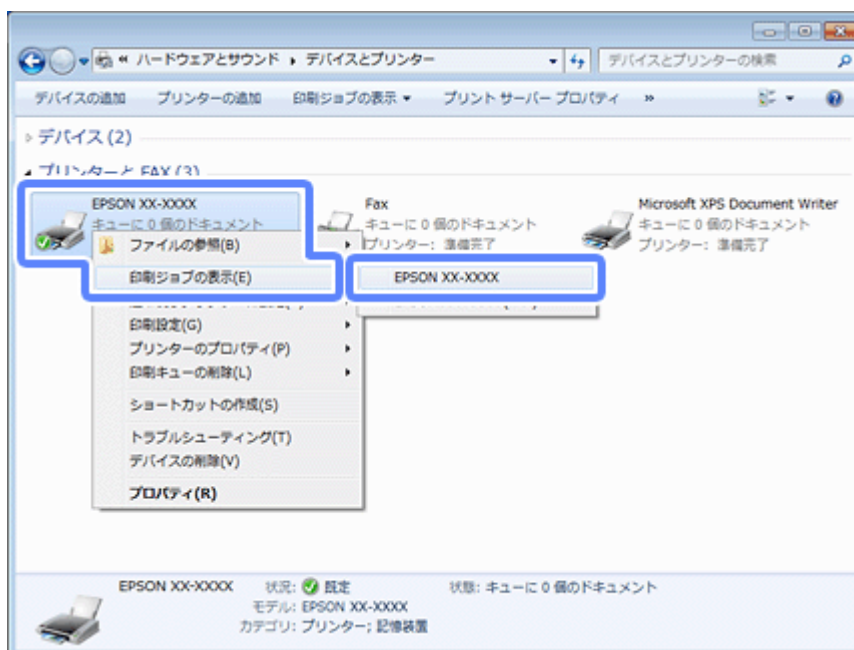 « ハードウェアとサウンド ▸ デバイスとプリンター
デバイスとプリンターの検索
デバイスの追加 プリンターの追加 印刷ジョブの表示 ▾ プリント サーバー プロパティ »
デバイス (2)
プリンターと FAX (3)
EPSON XX-XXXX
キューに 0 個のドキュメント
Fax
キューに 0 個のドキュメント
プリンター: 準備完了
Microsoft XPS Document Writer
キューに 0 個のドキュメント
プリンター: 準備完了
ファイルの参照(B)
印刷ジョブの表示(E)
EPSON XX-XXXX
印刷設定(G)
プリンターのプロパティ(P)
印刷キューの削除(L)
ショートカットの作成(S)
トラブルシューティング(T)
デバイスの削除(V)
プロパティ(R)
EPSON XX-XXXX 状況: 既定 状態: キューに 0 個のドキュメント
モデル: EPSON XX-XXXX
カテゴリ: プリンター; 記憶装置